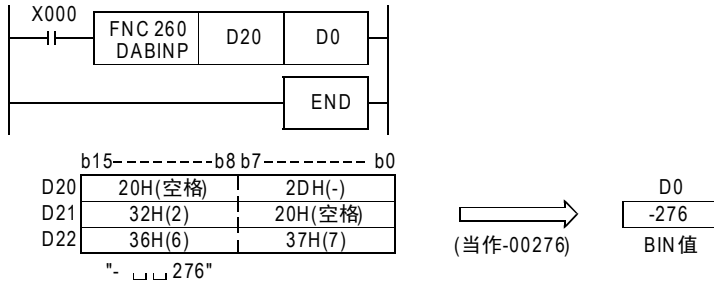 X000
FNC 260
DABINP
D20
D0
END
b15---------b8 b7-------- b0
D20 20H(空格) 2DH(-)
D21 32H(2) 20H(空格)
D22 36H(6) 37H(7)
"- ␣␣ 276"
(当作-00276)
D0
-276
BIN值